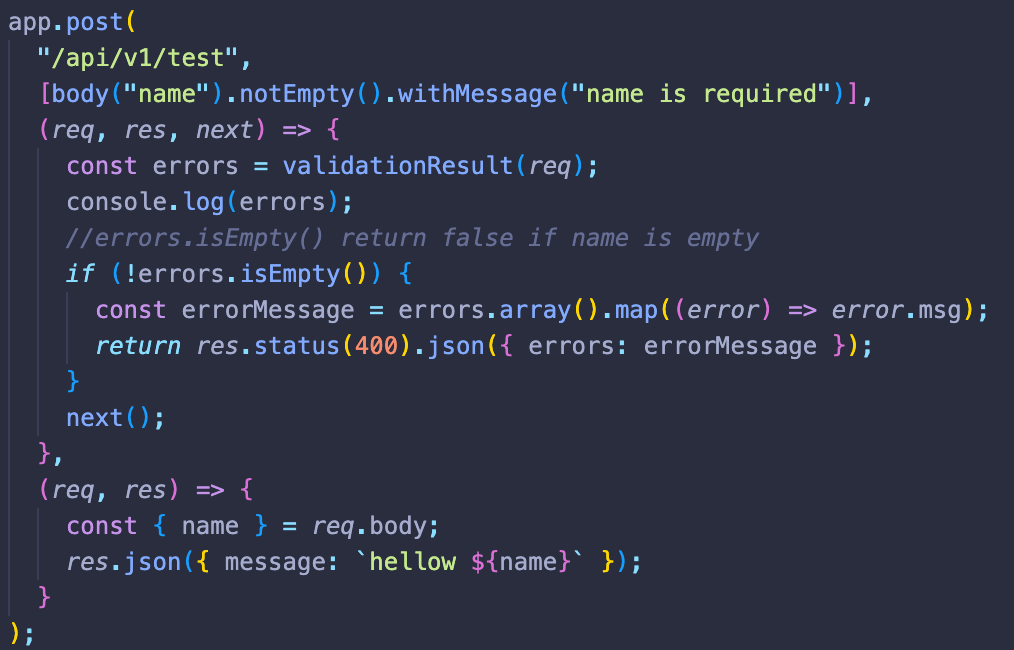 app.post(
  "/api/v1/test",
  [body("name").notEmpty().withMessage("name is required")],
  (req, res, next) => {
    const errors = validationResult(req);
    console.log(errors);
    //errors.isEmpty() return false if name is empty
    if (!errors.isEmpty()) {
      const errorMessage = errors.array().map((error) => error.msg);
      return res.status(400).json({ errors: errorMessage });
    }
    next();
  },
  (req, res) => {
    const { name } = req.body;
    res.json({ message: `hellow ${name}` });
  }
);